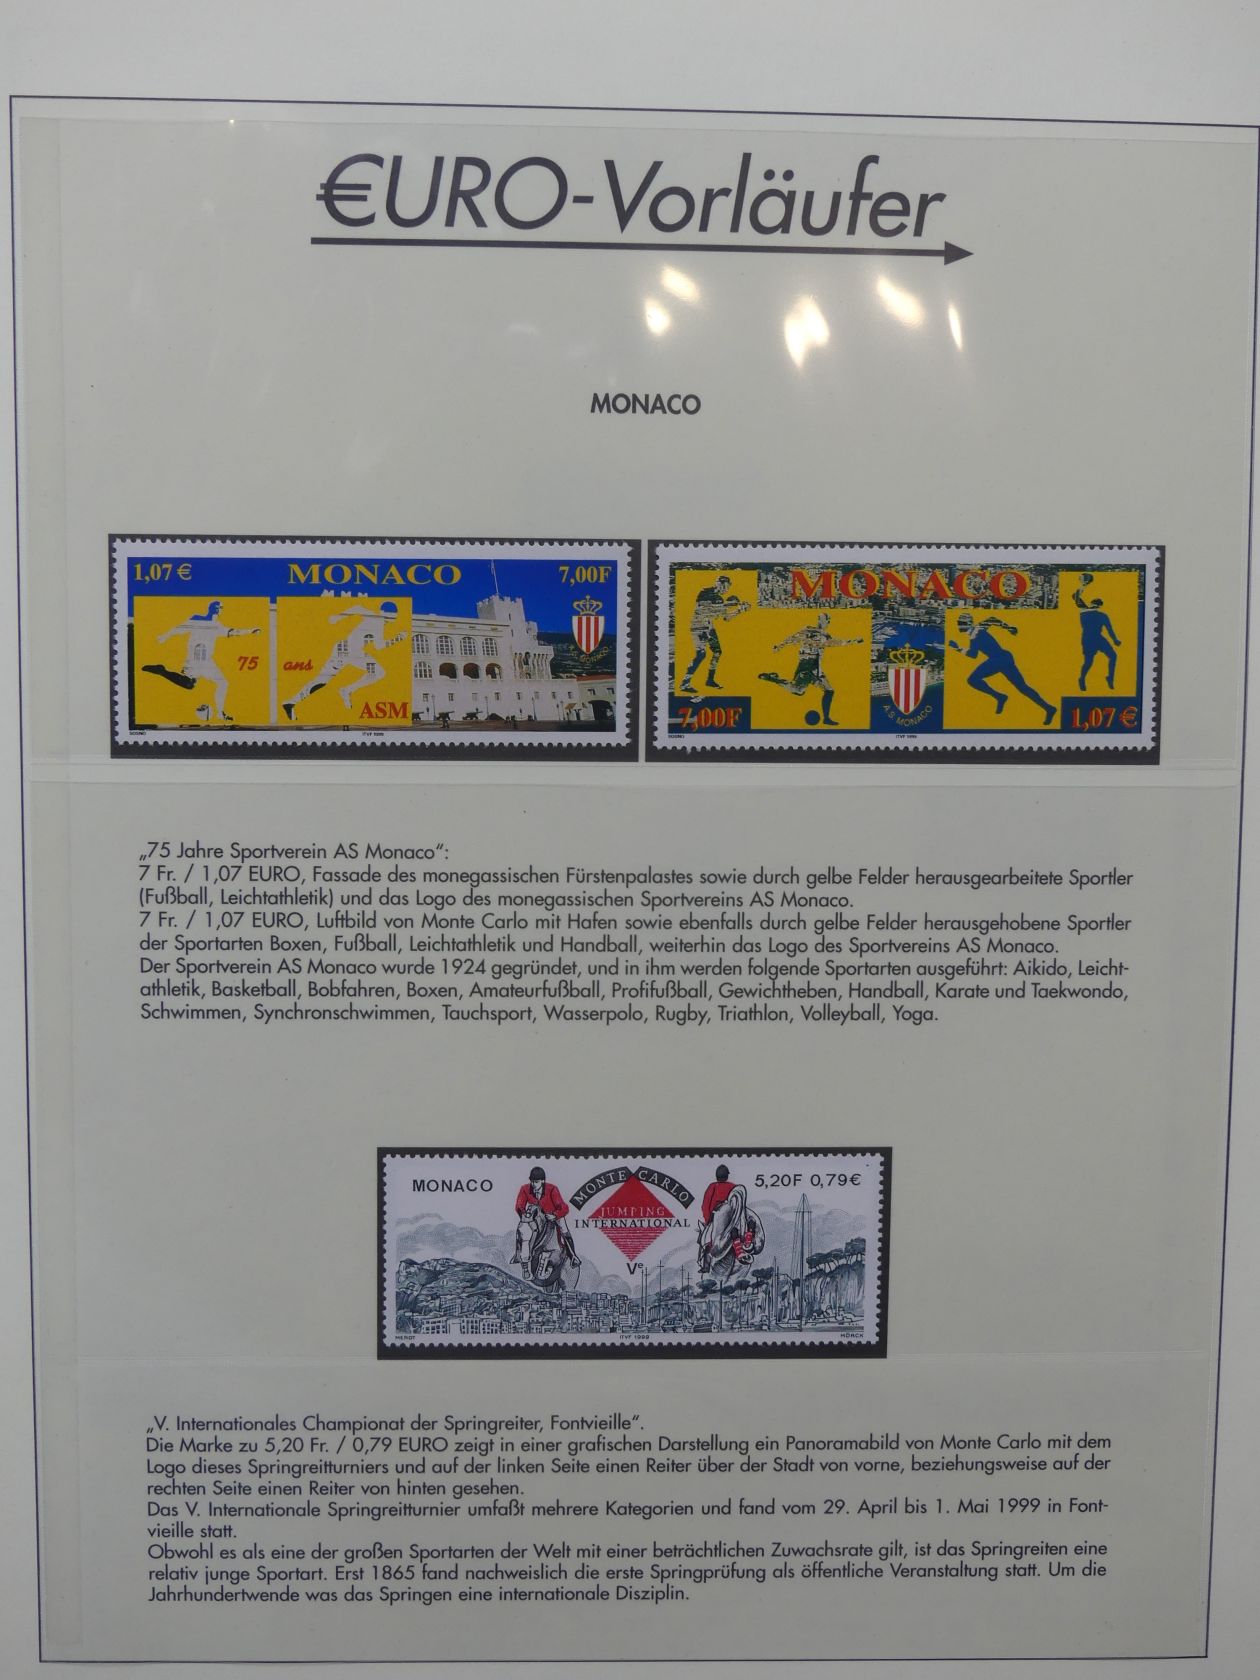 €URO-Vorläufer
MONACO
1,07 € MONACO 7,00F
75 ans
ASM
MONACO
SOSNO ITVF 1999
MONACO
A.S. MONACO
7,00F 1,07 €
SOSNO ITVF 1999
„75 Jahre Sportverein AS Monaco“:
7 Fr. / 1,07 EURO, Fassade des monegassischen Fürstenpalastes sowie durch gelbe Felder herausgearbeitete Sportler
(Fußball, Leichtathletik) und das Logo des monegassischen Sportvereins AS Monaco.
7 Fr. / 1,07 EURO, Luftbild von Monte Carlo mit Hafen sowie ebenfalls durch gelbe Felder herausgehobene Sportler
der Sportarten Boxen, Fußball, Leichtathletik und Handball, weiterhin das Logo des Sportvereins AS Monaco.
Der Sportverein AS Monaco wurde 1924 gegründet, und in ihm werden folgende Sportarten ausgeführt: Aikido, Leicht-
athletik, Basketball, Bobfahren, Boxen, Amateurfußball, Profifußball, Gewichtheben, Handball, Karate und Taekwondo,
Schwimmen, Synchronschwimmen, Tauchsport, Wasserpolo, Rugby, Triathlon, Volleyball, Yoga.
MONACO MONTE CARLO 5,20F 0,79€
JUMPING
INTERNATIONAL
Ve
MEROT ITVF 1999 MÖRCK
„V. Internationales Championat der Springreiter, Fontvieille“.
Die Marke zu 5,20 Fr. / 0,79 EURO zeigt in einer grafischen Darstellung ein Panoramabild von Monte Carlo mit dem
Logo dieses Springreitturniers und auf der linken Seite einen Reiter über der Stadt von vorne, beziehungsweise auf der
rechten Seite einen Reiter von hinten gesehen.
Das V. Internationale Springreitturnier umfaßt mehrere Kategorien und fand vom 29. April bis 1. Mai 1999 in Font-
vieille statt.
Obwohl es als eine der großen Sportarten der Welt mit einer beträchtlichen Zuwachsrate gilt, ist das Springreiten eine
relativ junge Sportart. Erst 1865 fand nachweislich die erste Springprüfung als öffentliche Veranstaltung statt. Um die
Jahrhundertwende was das Springen eine internationale Disziplin.